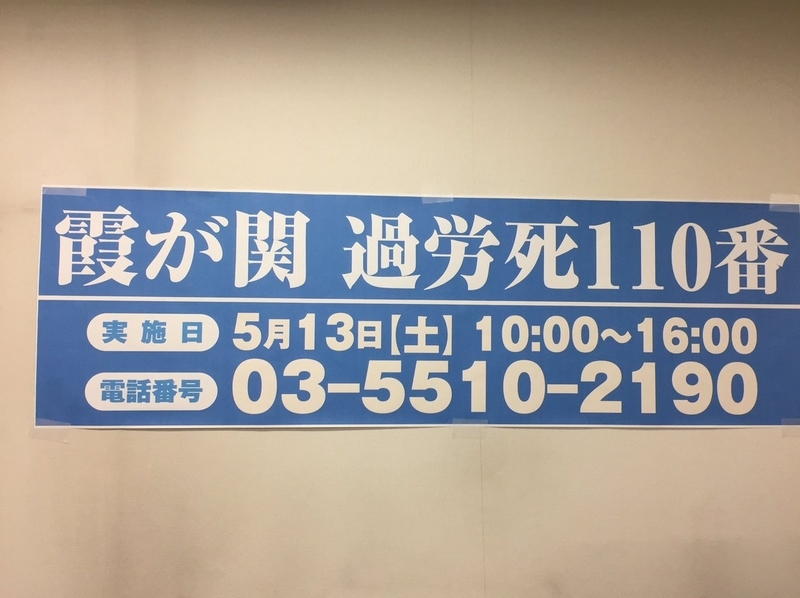 霞が関 過労死110番
実施日 5月13日【土】 10:00〜16:00
電話番号 03-5510-2190